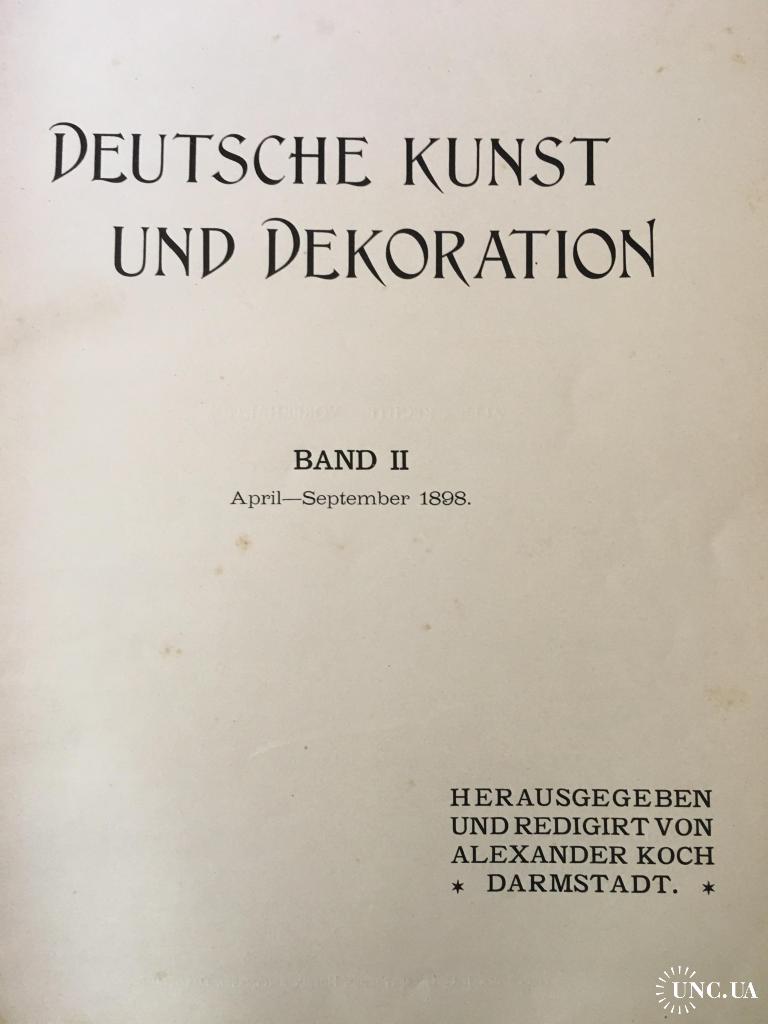 DEUTSCHE KUNST
UND DEKORATION
BAND II
April—September 1898.
HERAUSGEGEBEN
UND REDIGIRT VON
ALEXANDER KOCH
* DARMSTADT. *
UNC.UA